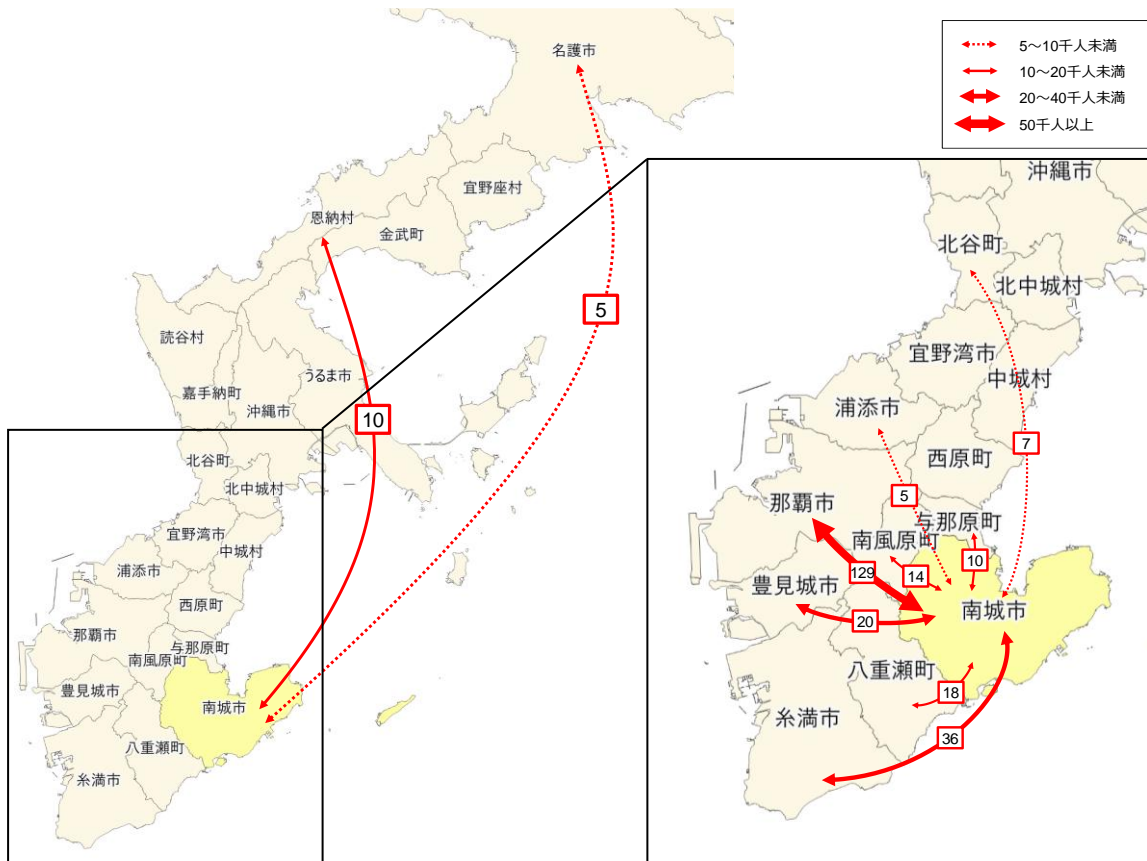 名護市
宜野座村
恩納村
金武町
5
読谷村
うるま市
嘉手納町
沖縄市
10
北谷町
北中城村
宜野湾市
中城村
浦添市
西原町
那覇市
与那原町
南風原町
豊見城市
南城市
八重瀬町
糸満市
5～10千人未満
10～20千人未満
20～40千人未満
50千人以上
沖縄市
北谷町
北中城村
宜野湾市
中城村
浦添市
7
西原町
5
那覇市
与那原町
南風原町
10
129
14
豊見城市
南城市
20
八重瀬町
18
糸満市
36